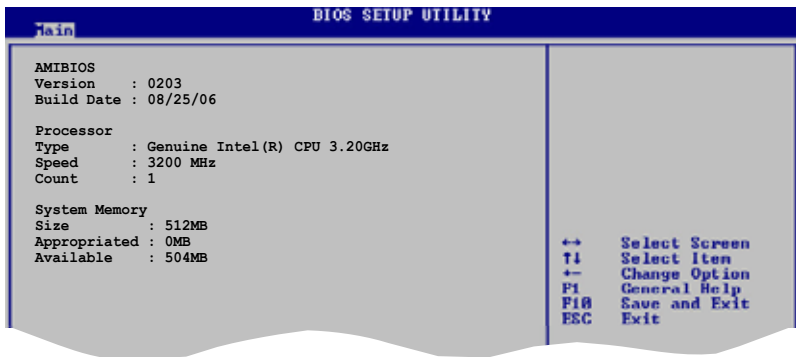 BIOS SETUP UTILITY
Main
AMIBIOS
Version : 0203
Build Date : 08/25/06
Processor
Type : Genuine Intel(R) CPU 3.20GHz
Speed : 3200 MHz
Count : 1
System Memory
Size : 512MB
Appropriated : 0MB
Available : 504MB
←→ Select Screen
↑↓ Select Item
+- Change Option
F1 General Help
F10 Save and Exit
ESC Exit